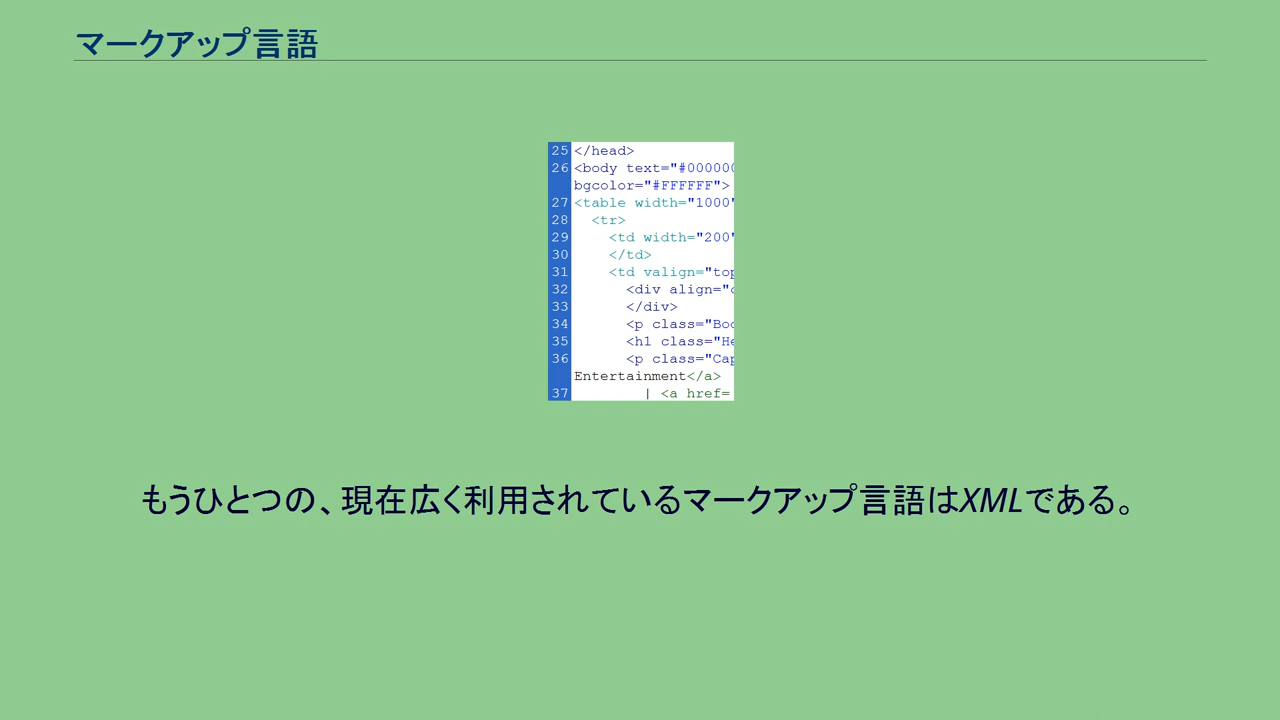 マークアップ言語
25 </head>
26 <body text="#000000
bgcolor="#FFFFFF">
27 <table width="1000"
28 <tr>
29 <td width="200"
30 </td>
31 <td valign="top
32 <div align="c
33 </div>
34 <p class="Bod
35 <h1 class="He
36 <p class="Cap
Entertainment</a>
37 | <a href=
もうひとつの、現在広く利用されているマークアップ言語はXMLである。